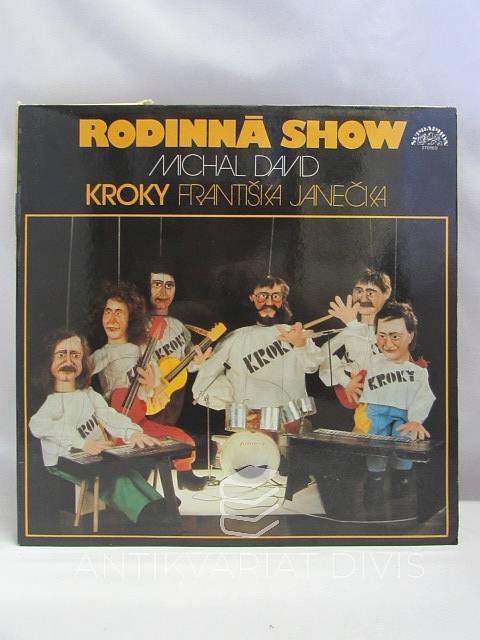 RODINNÁ SHOW
SUPRAPHON
STEREO
MICHAL DAVID
KROKY FRANTIŠKA JANEČKA
KROKY
KROKY
KROKY
KROKY
ANTIKVARIÁT DIVIŠ